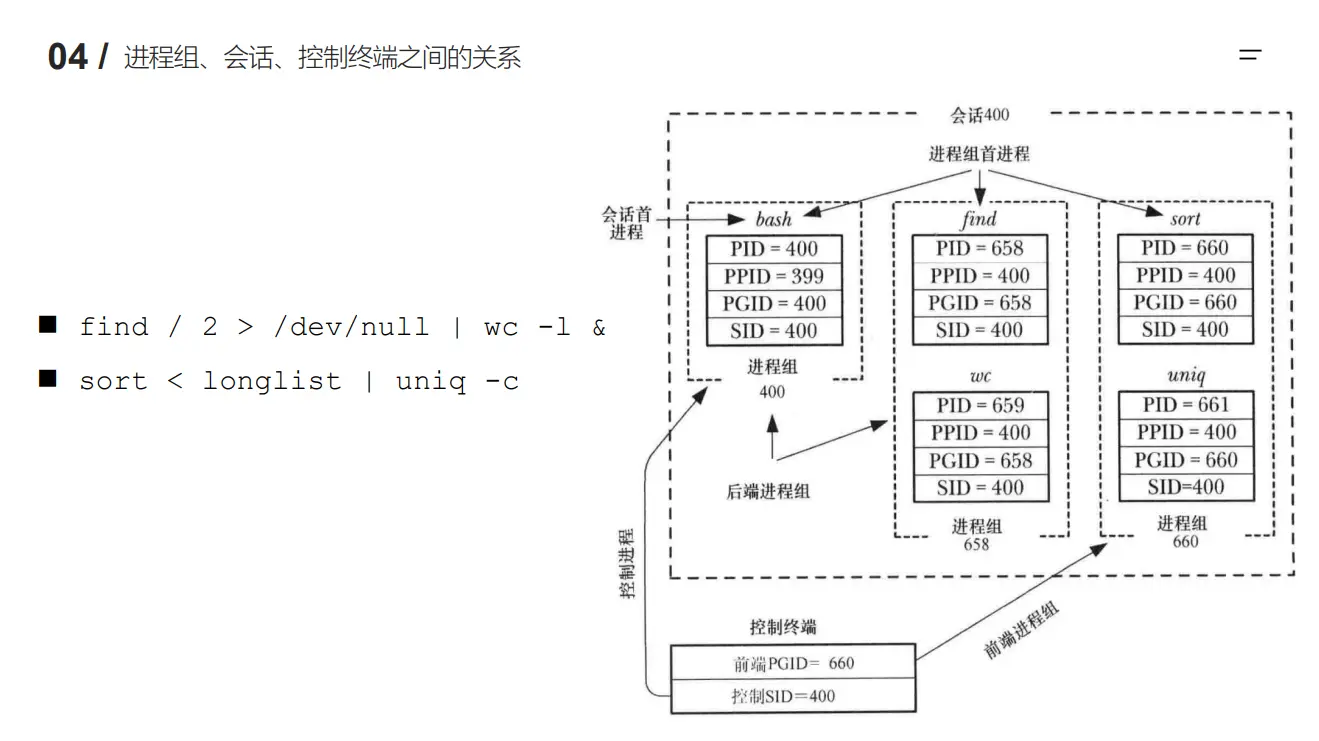 04 / 进程组、会话、控制终端之间的关系
find / 2 > /dev/null | wc -l &
sort < longlist | uniq -c
会话400
进程组首进程
会话首
进程
bash
PID = 400
PPID = 399
PGID = 400
SID = 400
进程组
400
find
PID = 658
PPID = 400
PGID = 658
SID = 400
wc
PID = 659
PPID = 400
PGID = 658
SID = 400
进程组
658
sort
PID = 660
PPID = 400
PGID = 660
SID = 400
uniq
PID = 661
PPID = 400
PGID = 660
SID=400
进程组
660
后端进程组
控制进程
前端进程组
控制终端
前端PGID= 660
控制SID=400